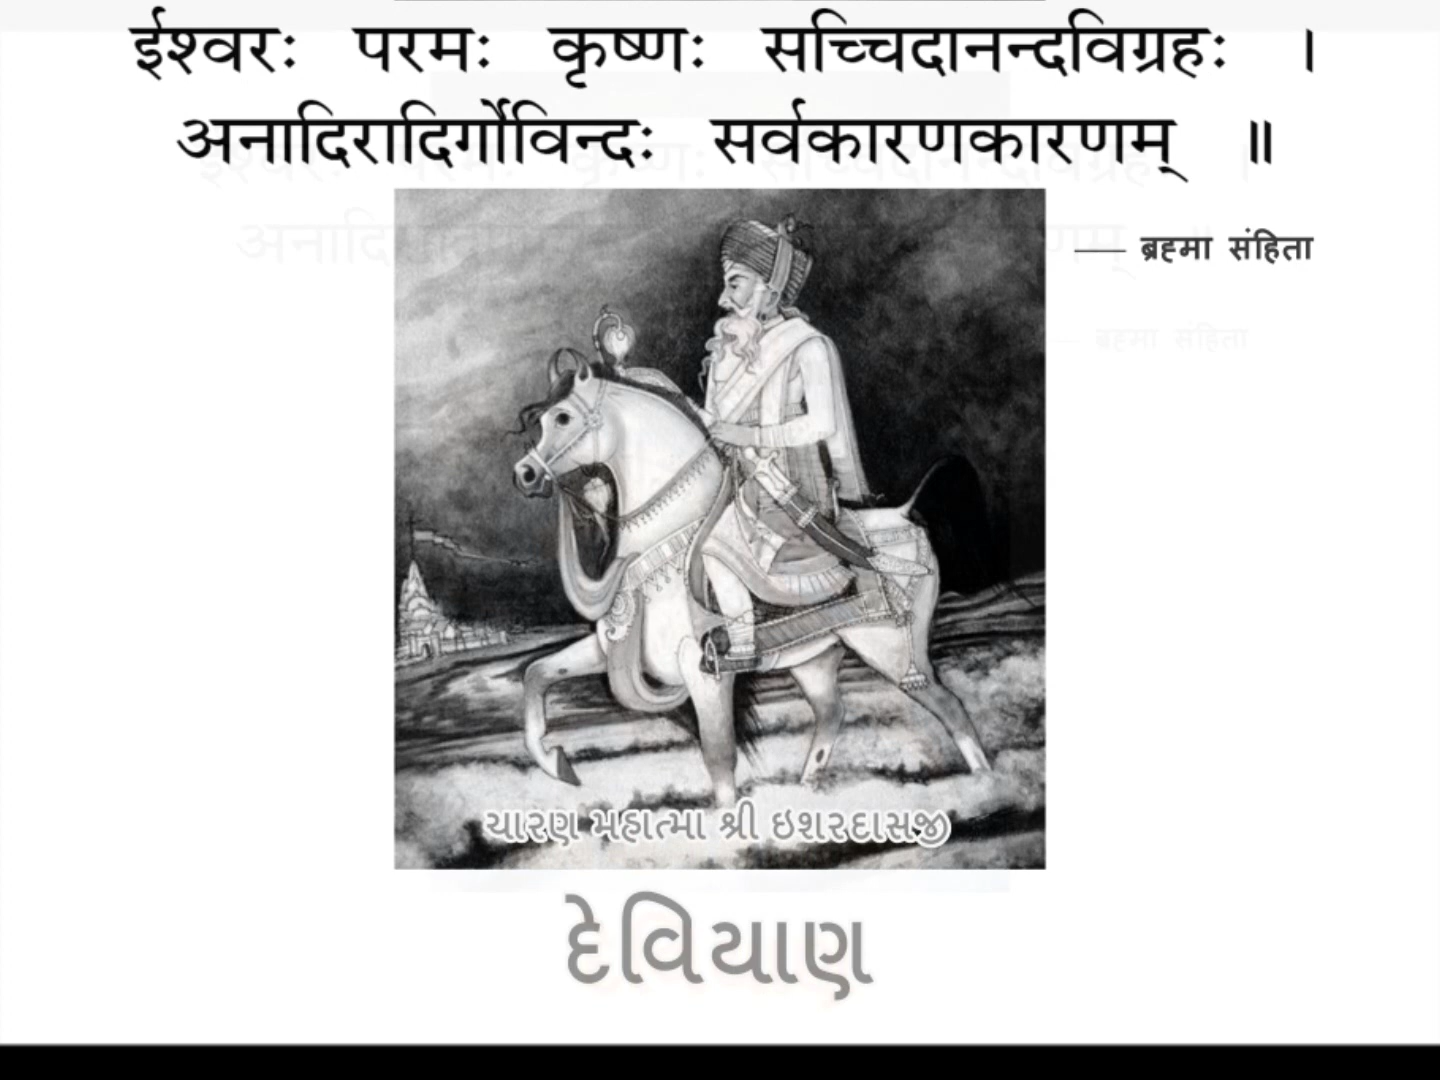 ईश्वरः परमः कृष्णः सच्चिदानन्दविग्रहः ।
अनादिरादिर्गोविन्दः सर्वकारणकारणम् ॥
—— ब्रह्मा संहिता
ચારણ મહાત્મા શ્રી ઇશરદાસજી
દેવિયાણ